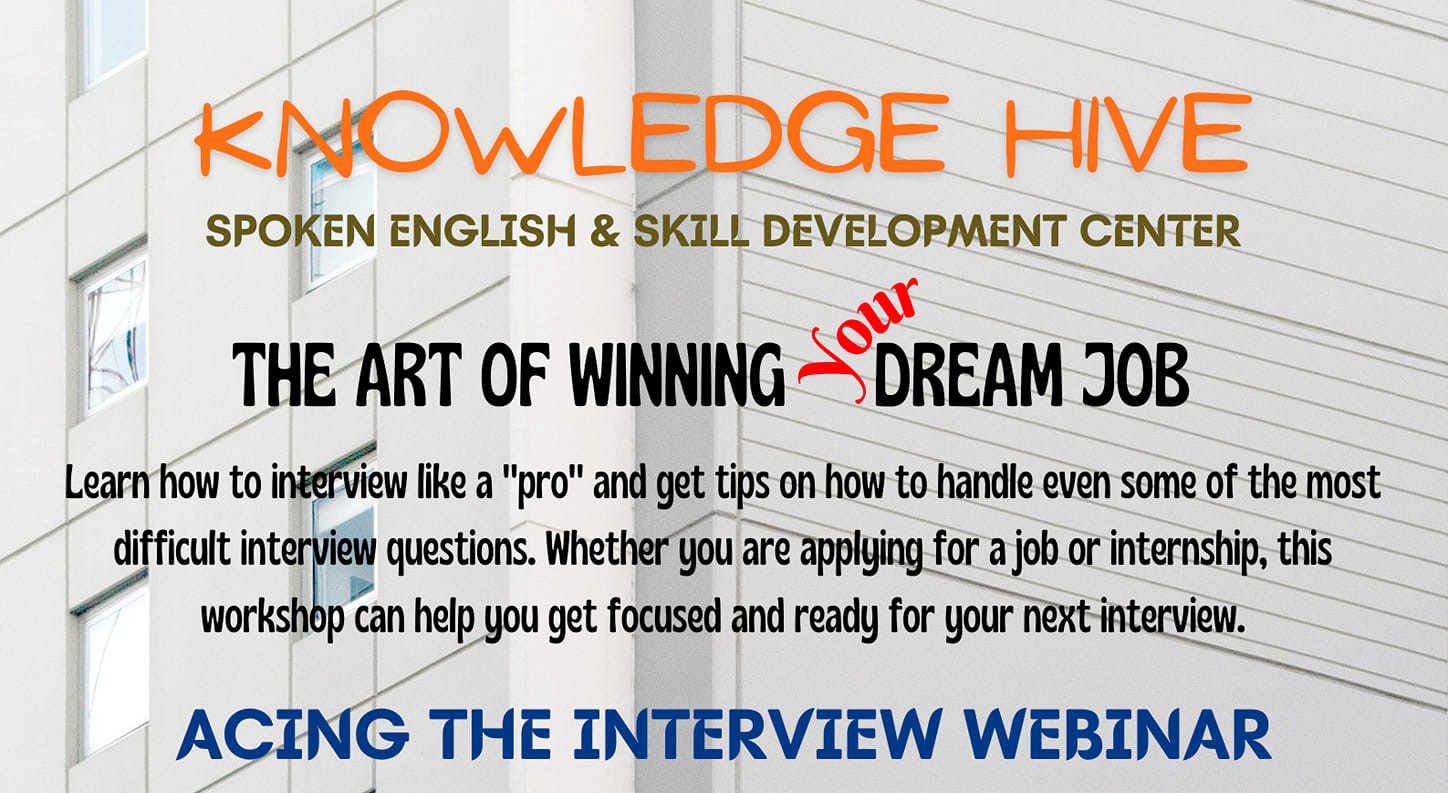 KNOWLEDGE HIVE
SPOKEN ENGLISH & SKILL DEVELOPMENT CENTER
THE ART OF WINNING your DREAM JOB
Learn how to interview like a "pro" and get tips on how to handle even some of the most
difficult interview questions. Whether you are applying for a job or internship, this
workshop can help you get focused and ready for your next interview.
ACING THE INTERVIEW WEBINAR